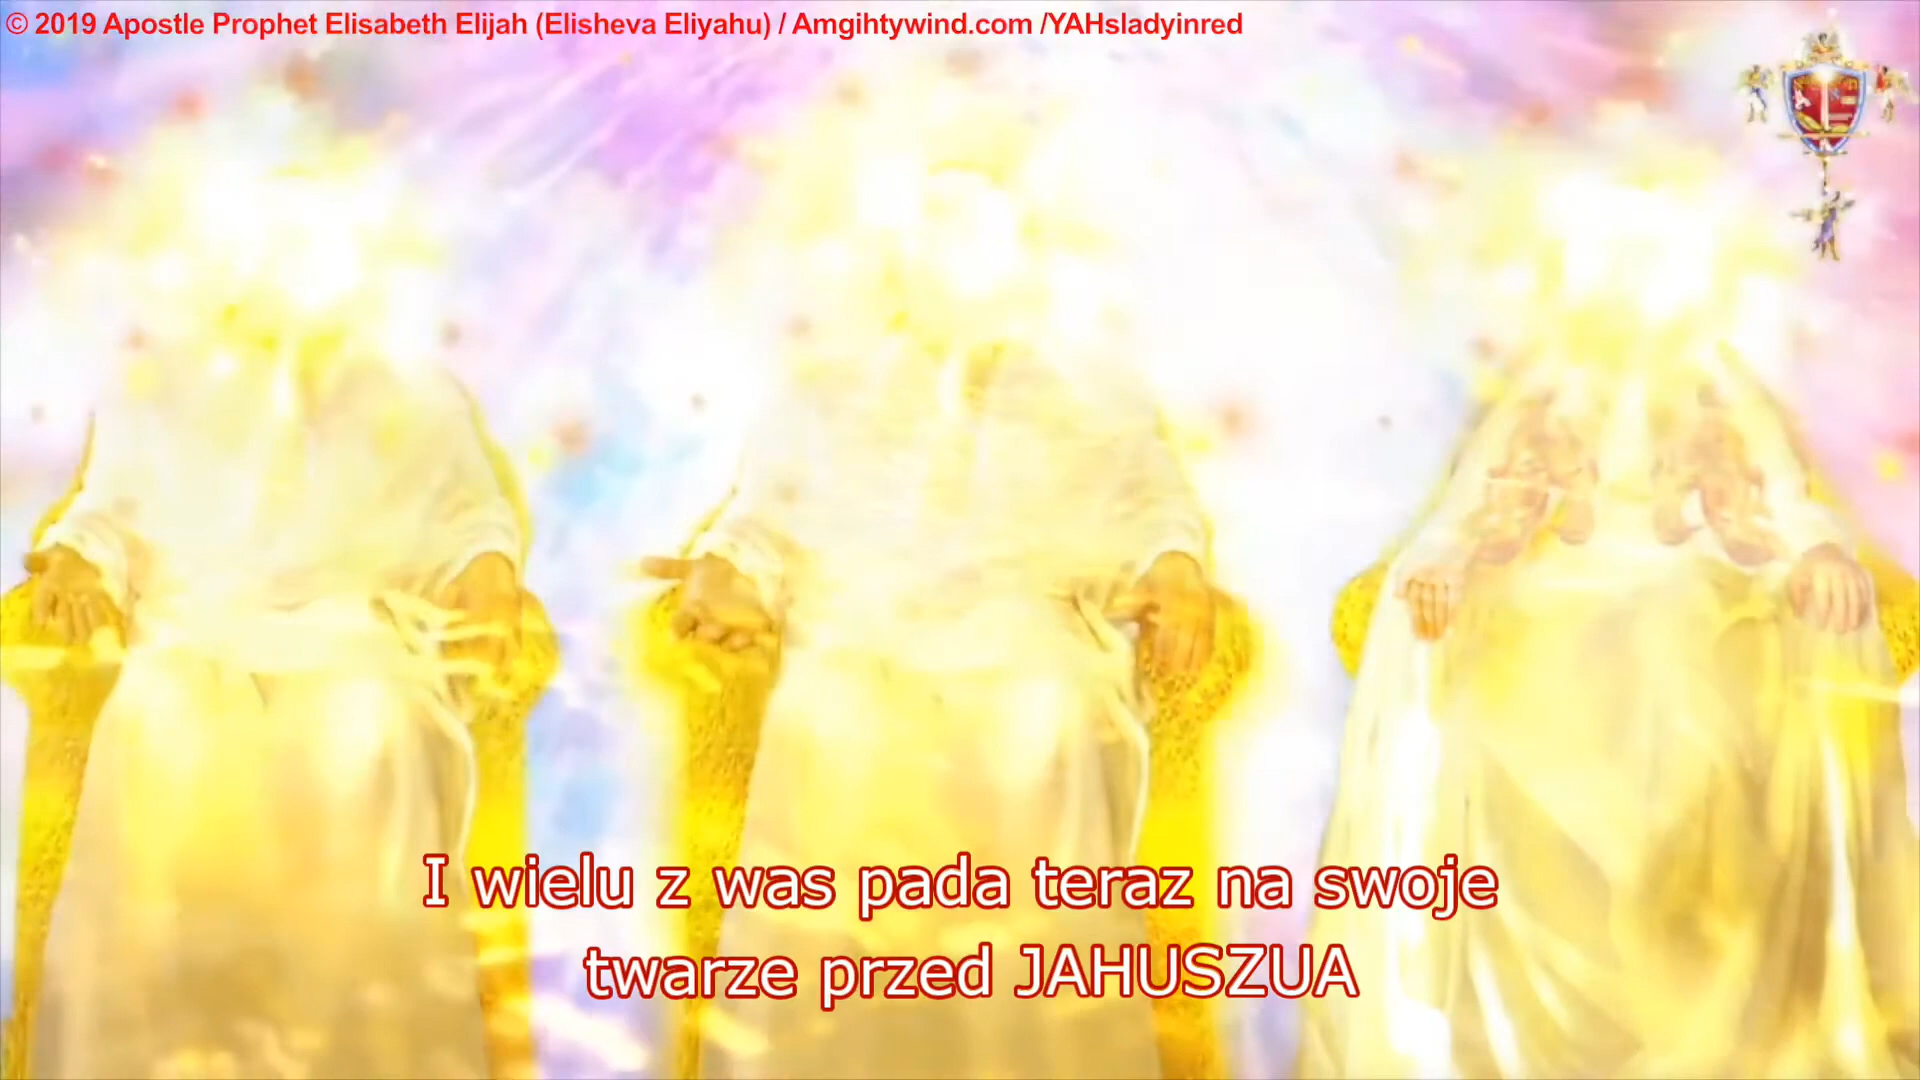 © 2019 Apostle Prophet Elisabeth Elijah (Elisheva Eliyahu) / Amgihtywind.com /YAHsladyinred
I wielu z was pada teraz na swoje
twarze przed JAHUSZUA